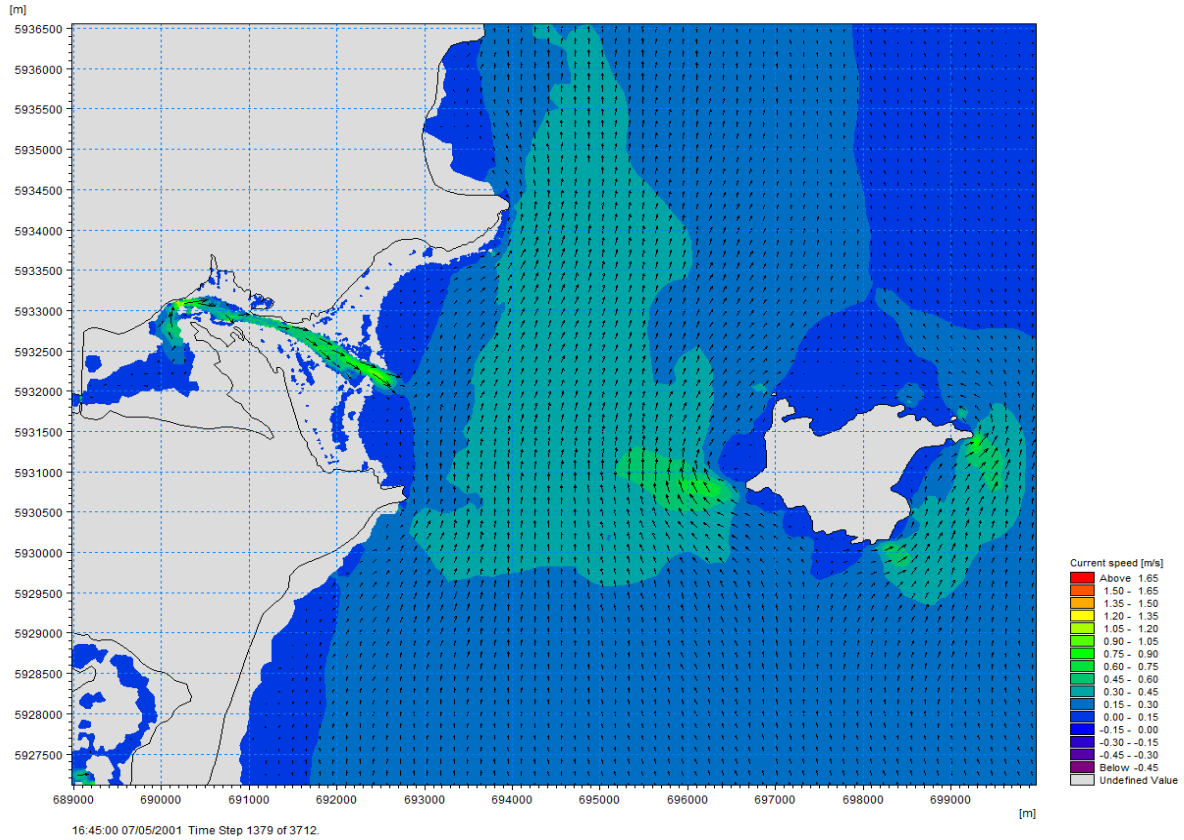 [m]
5936500
5936000
5935500
5935000
5934500
5934000
5933500
5933000
5932500
5932000
5931500
5931000
5930500
5930000
5929500
5929000
5928500
5928000
5927500
689000 690000 691000 692000 693000 694000 695000 696000 697000 698000 699000
[m]
16:45:00 07/05/2001 Time Step 1379 of 3712.
Current speed [m/s]
Above 1.65
1.50 - 1.65
1.35 - 1.50
1.20 - 1.35
1.05 - 1.20
0.90 - 1.05
0.75 - 0.90
0.60 - 0.75
0.45 - 0.60
0.30 - 0.45
0.15 - 0.30
0.00 - 0.15
-0.15 - 0.00
-0.30 - -0.15
-0.45 - -0.30
Below -0.45
Undefined Value